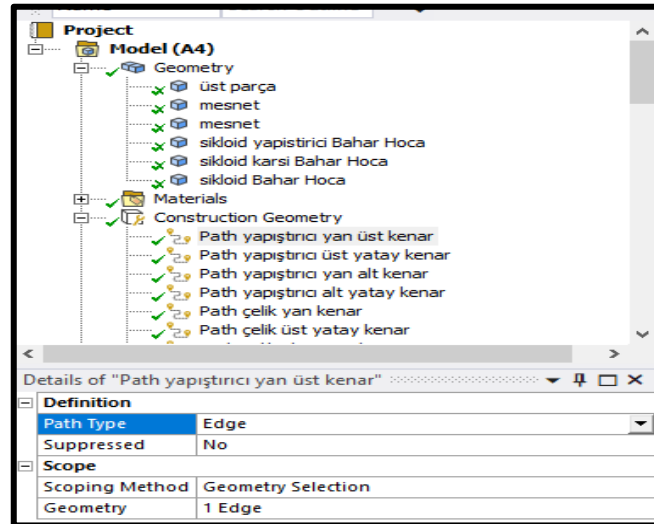 Project
Model (A4)
Geometry
üst parça
mesnet
mesnet
sikloid yapistirici Bahar Hoca
sikloid karsi Bahar Hoca
sikloid Bahar Hoca
Materials
Construction Geometry
Path yapıştırıcı yan üst kenar
Path yapıştırıcı üst yatay kenar
Path yapıştırıcı yan alt kenar
Path yapıştırıcı alt yatay kenar
Path çelik yan kenar
Path çelik üst yatay kenar
Details of "Path yapıştırıcı yan üst kenar"
Definition
Path Type Edge
Suppressed No
Scope
Scoping Method Geometry Selection
Geometry 1 Edge